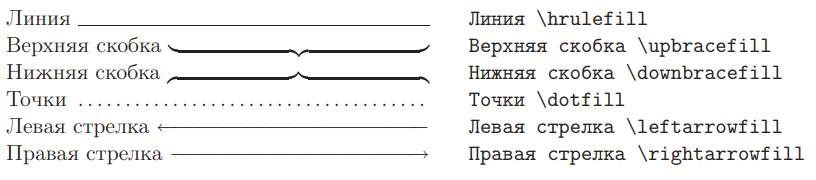 Линия Линия \hrulefill
Верхняя скобка Верхняя скобка \upbracefill
Нижняя скобка Нижняя скобка \downbracefill
Точки ........................................ Точки \dotfill
Левая стрелка ← Левая стрелка \leftarrowfill
Правая стрелка → Правая стрелка \rightarrowfill